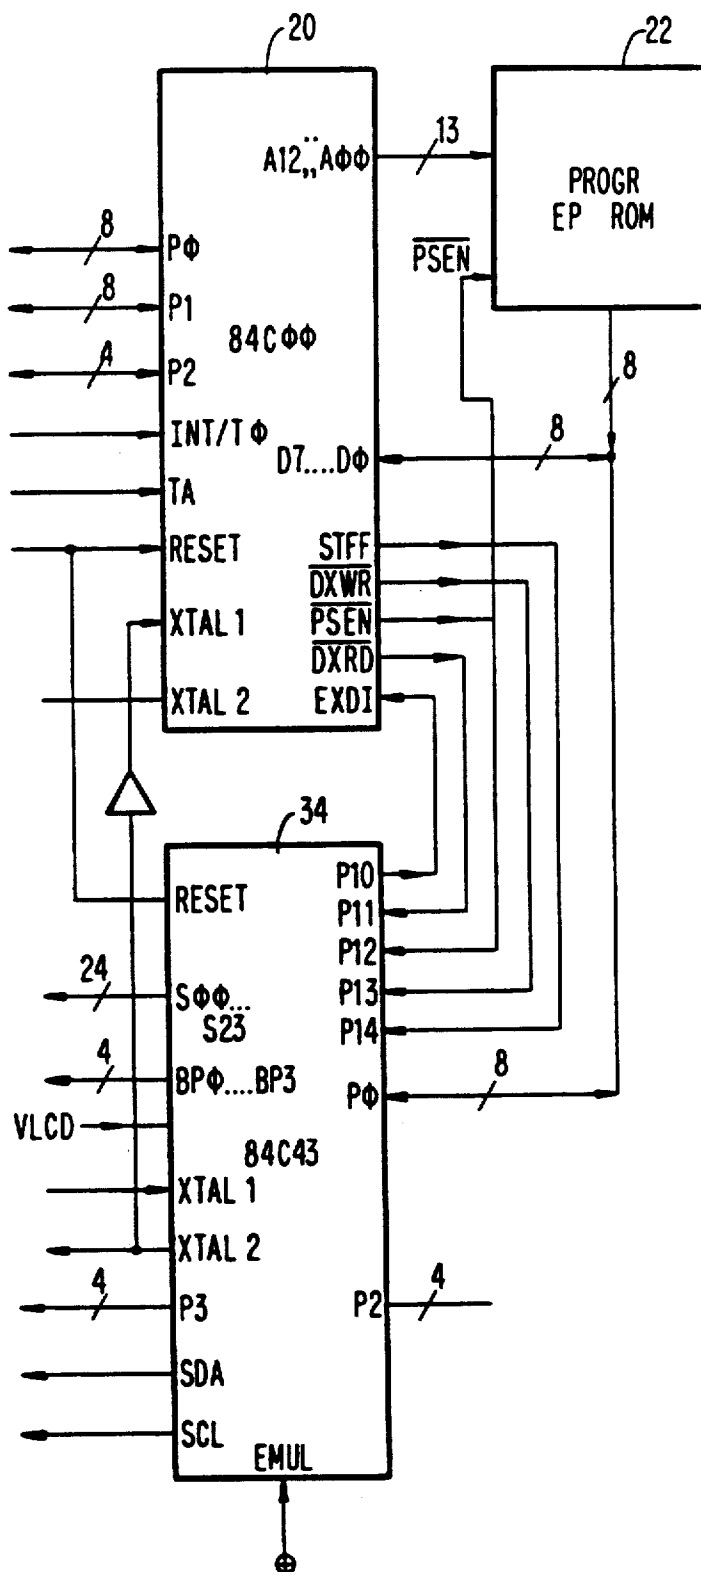 20
22
A12,,¨AΦΦ
13
PROGR
EP ROM
8
PΦ
PSEN
8
P1
84CΦΦ
4
P2
8
INT/TΦ
D7....DΦ
8
TA
RESET
STFF
DXWR
XTAL 1
PSEN
DXRD
XTAL 2
EXDI
34
P10
RESET
P11
P12
24
SΦΦ...
S23
P13
P14
4
BPΦ....BP3
PΦ
8
VLCD
84C43
XTAL 1
XTAL 2
4
P3
P2
4
SDA
SCL
EMUL